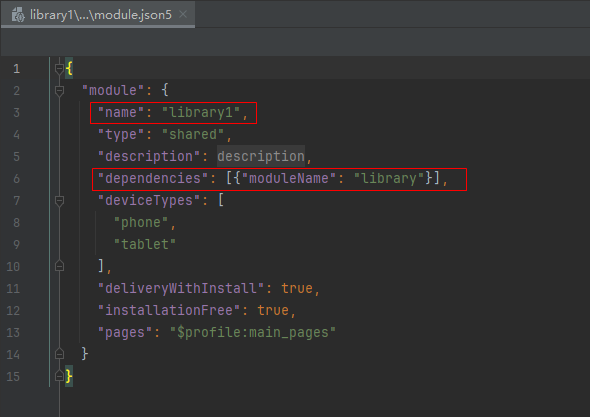 library1\...\module.json5
1 {
2 "module": {
3 "name": "library1",
4 "type": "shared",
5 "description": description,
6 "dependencies": [{"moduleName": "library"}],
7 "deviceTypes": [
8 "phone",
9 "tablet"
10 ],
11 "deliveryWithInstall": true,
12 "installationFree": true,
13 "pages": "$profile:main_pages"
14 }
15 }